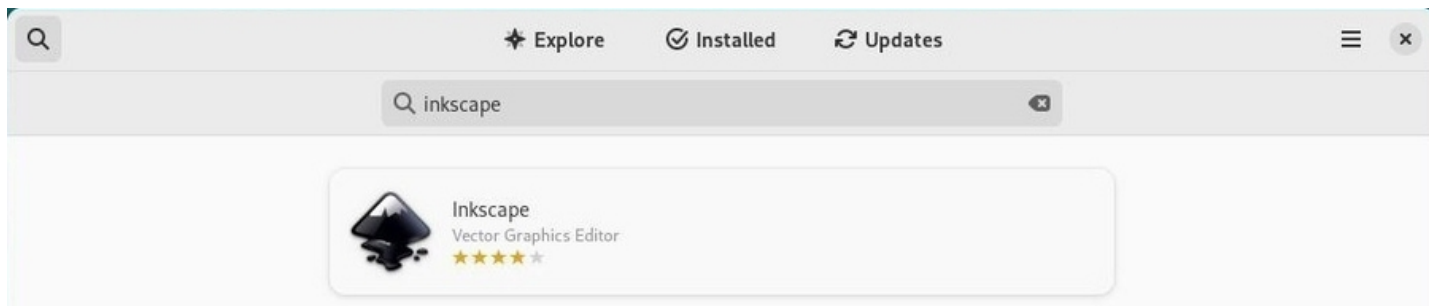 Explore Installed Updates
inkscape
Inkscape
Vector Graphics Editor